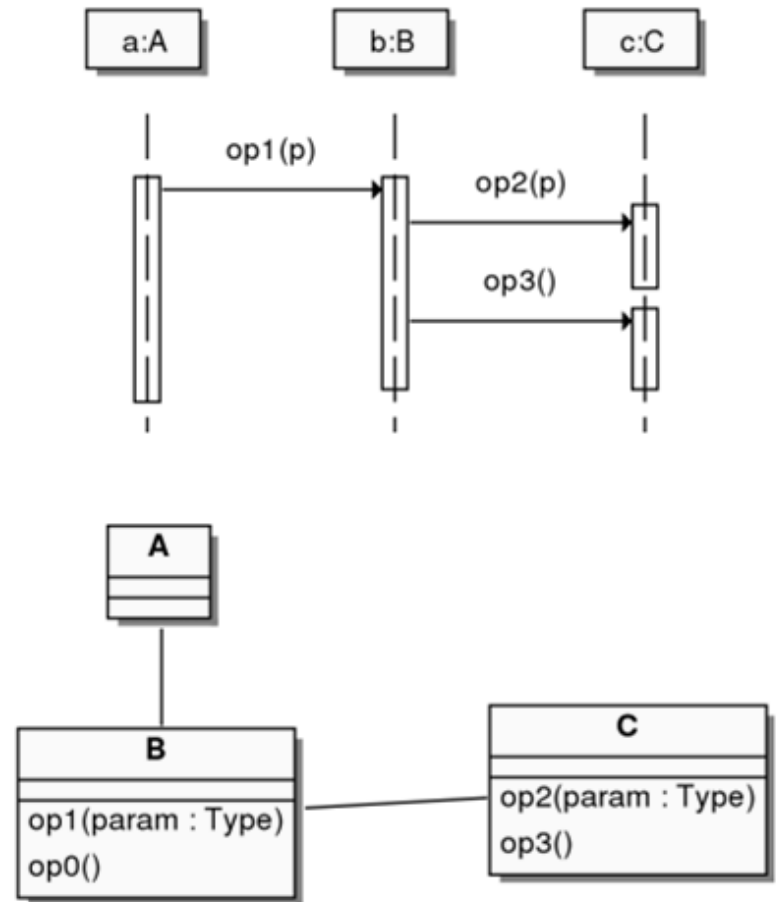 a:A
b:B
c:C
op1(p)
op2(p)
op3()
A
B
op1(param : Type)
op0()
C
op2(param : Type)
op3()